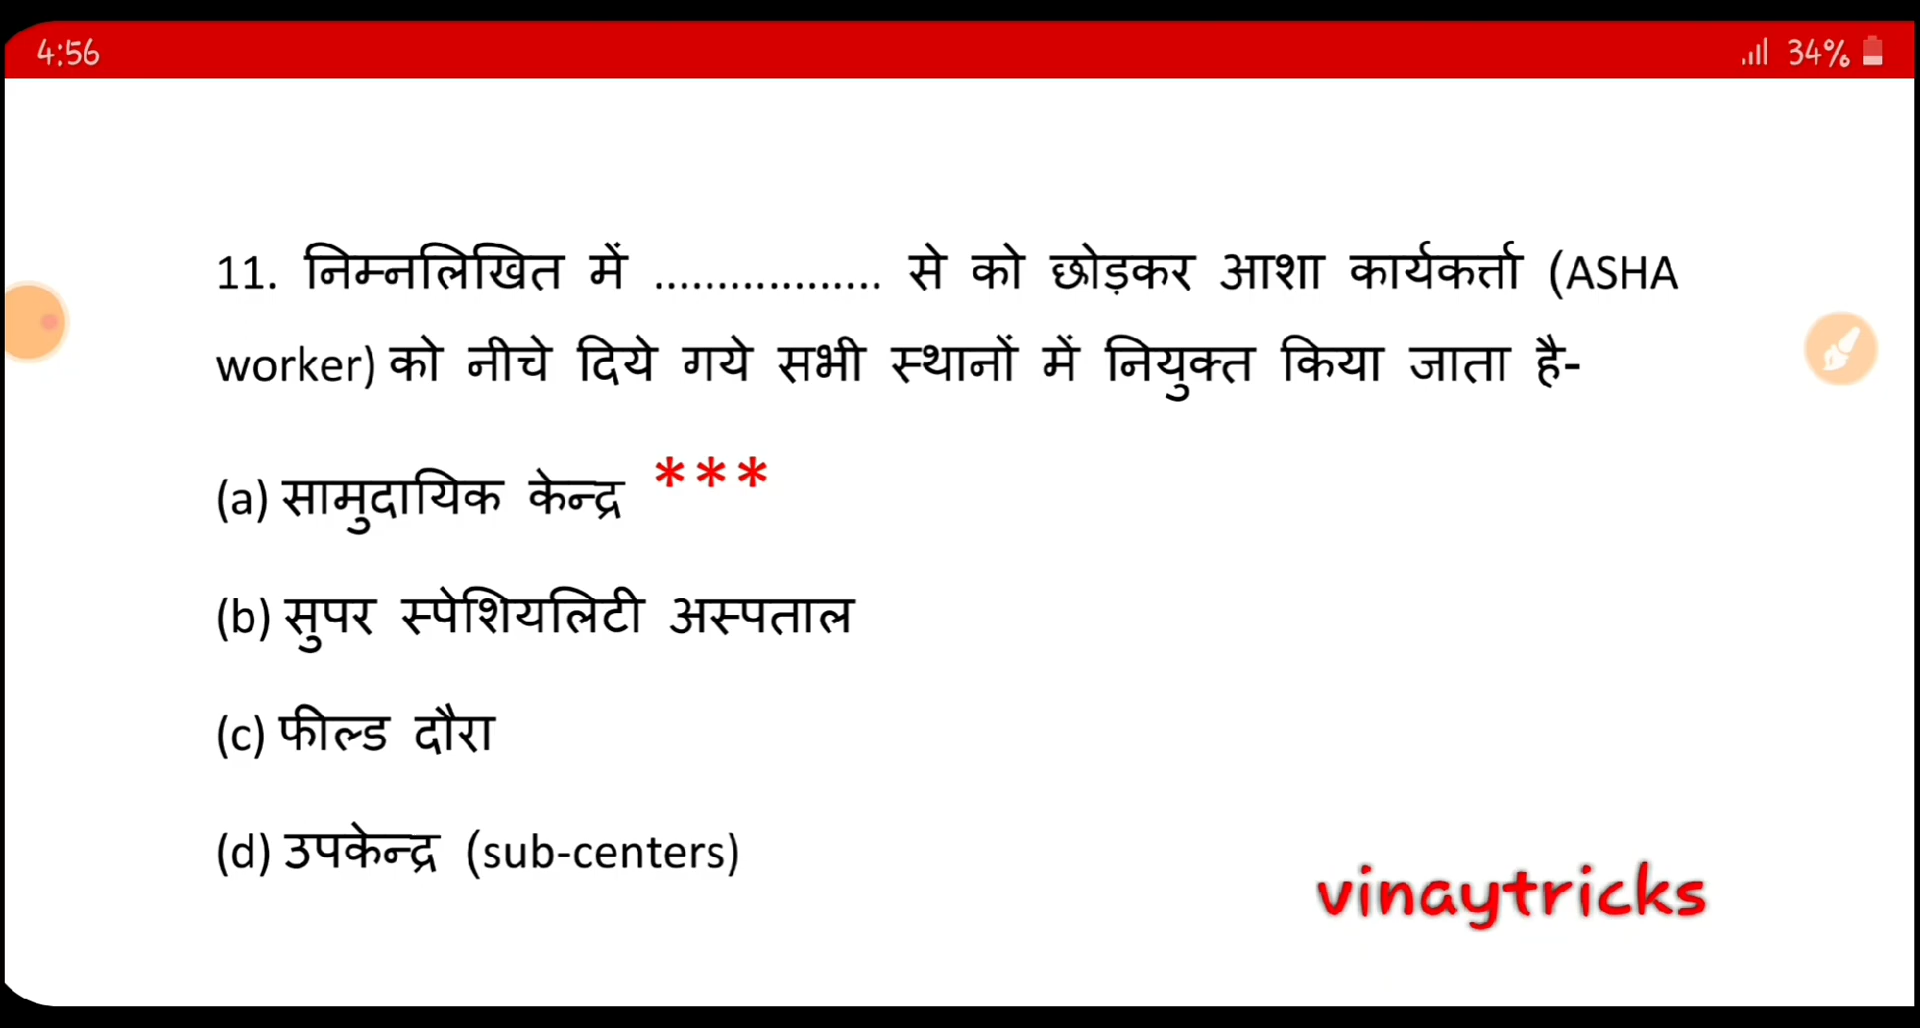 4:56
34%
11. निम्नलिखित में .................. से को छोड़कर आशा कार्यकर्त्ता (ASHA
worker) को नीचे दिये गये सभी स्थानों में नियुक्त किया जाता है-
(a) सामुदायिक केन्द्र ***
(b) सुपर स्पेशियलिटी अस्पताल
(c) फील्ड दौरा
(d) उपकेन्द्र (sub-centers)
vinaytricks